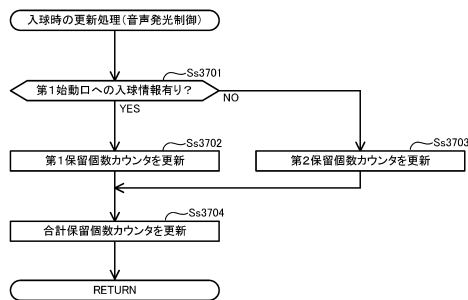 入球時の更新処理(音声発光制御)
Ss3701
第1始動口への入球情報有り?
YES
NO
Ss3702
第1保留個数カウンタを更新
Ss3703
第2保留個数カウンタを更新
Ss3704
合計保留個数カウンタを更新
RETURN